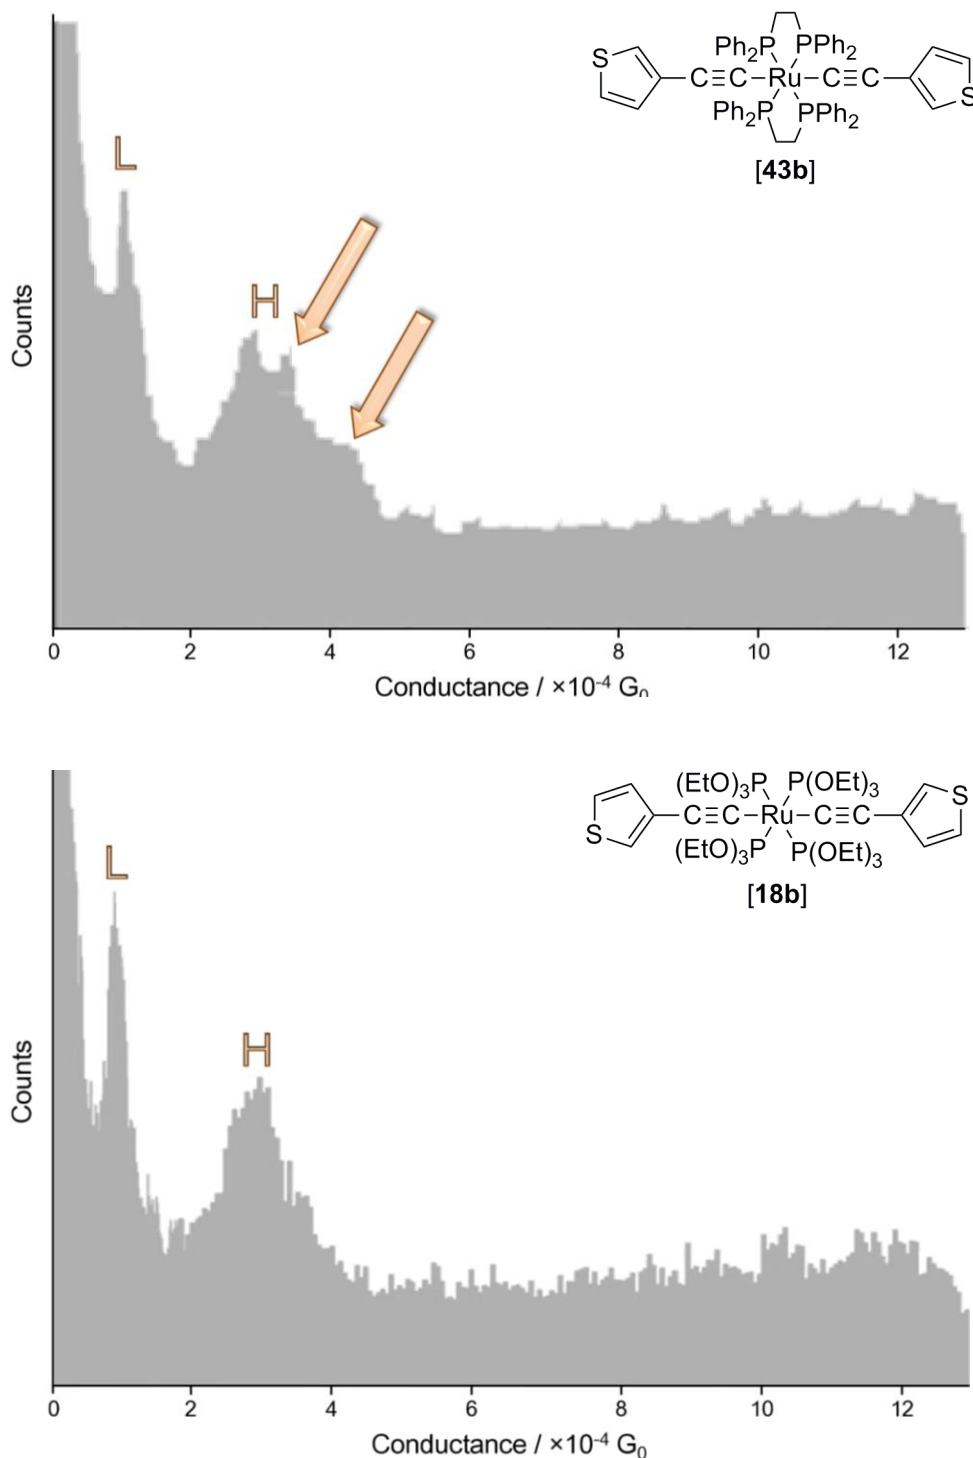 S
Ph₂P PPh₂
C≡C–Ru–C≡C
S
Ph₂P PPh₂
[43b]
L
H
Counts
0 2 4 6 8 10 12
Conductance / ×10⁻⁴ G₀
(EtO)₃P P(OEt)₃
S
C≡C–Ru–C≡C
S
(EtO)₃P P(OEt)₃
[18b]
L
H
Counts
0 2 4 6 8 10 12
Conductance / ×10⁻⁴ G₀